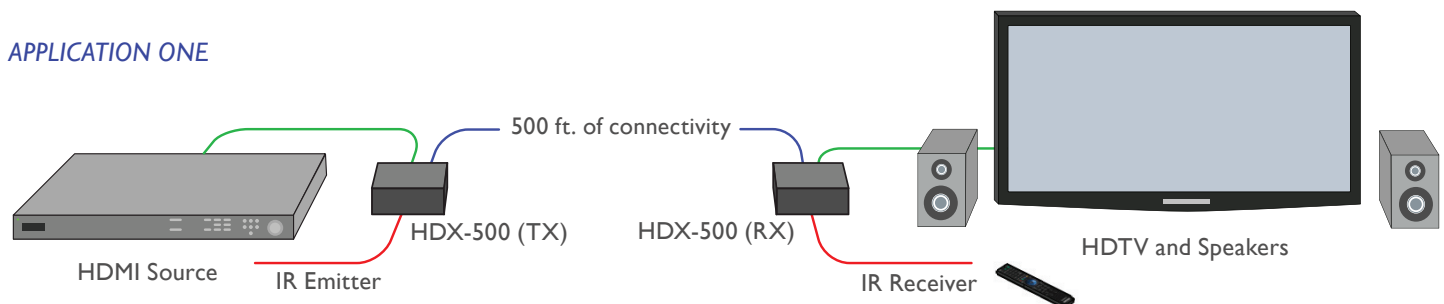 APPLICATION ONE
500 ft. of connectivity
HDX-500 (TX)
HDX-500 (RX)
HDMI Source
IR Emitter
IR Receiver
HDTV and Speakers